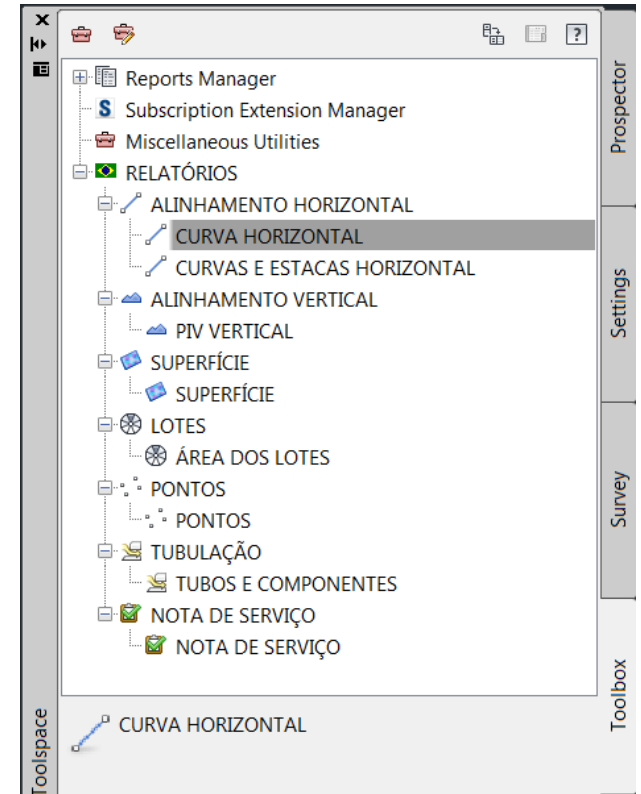 Reports Manager
S Subscription Extension Manager
Miscellaneous Utilities
RELATÓRIOS
ALINHAMENTO HORIZONTAL
CURVA HORIZONTAL
CURVAS E ESTACAS HORIZONTAL
ALINHAMENTO VERTICAL
PIV VERTICAL
SUPERFÍCIE
SUPERFÍCIE
LOTES
ÁREA DOS LOTES
PONTOS
PONTOS
TUBULAÇÃO
TUBOS E COMPONENTES
NOTA DE SERVIÇO
NOTA DE SERVIÇO
CURVA HORIZONTAL
Toolspace
Prospector
Settings
Survey
Toolbox